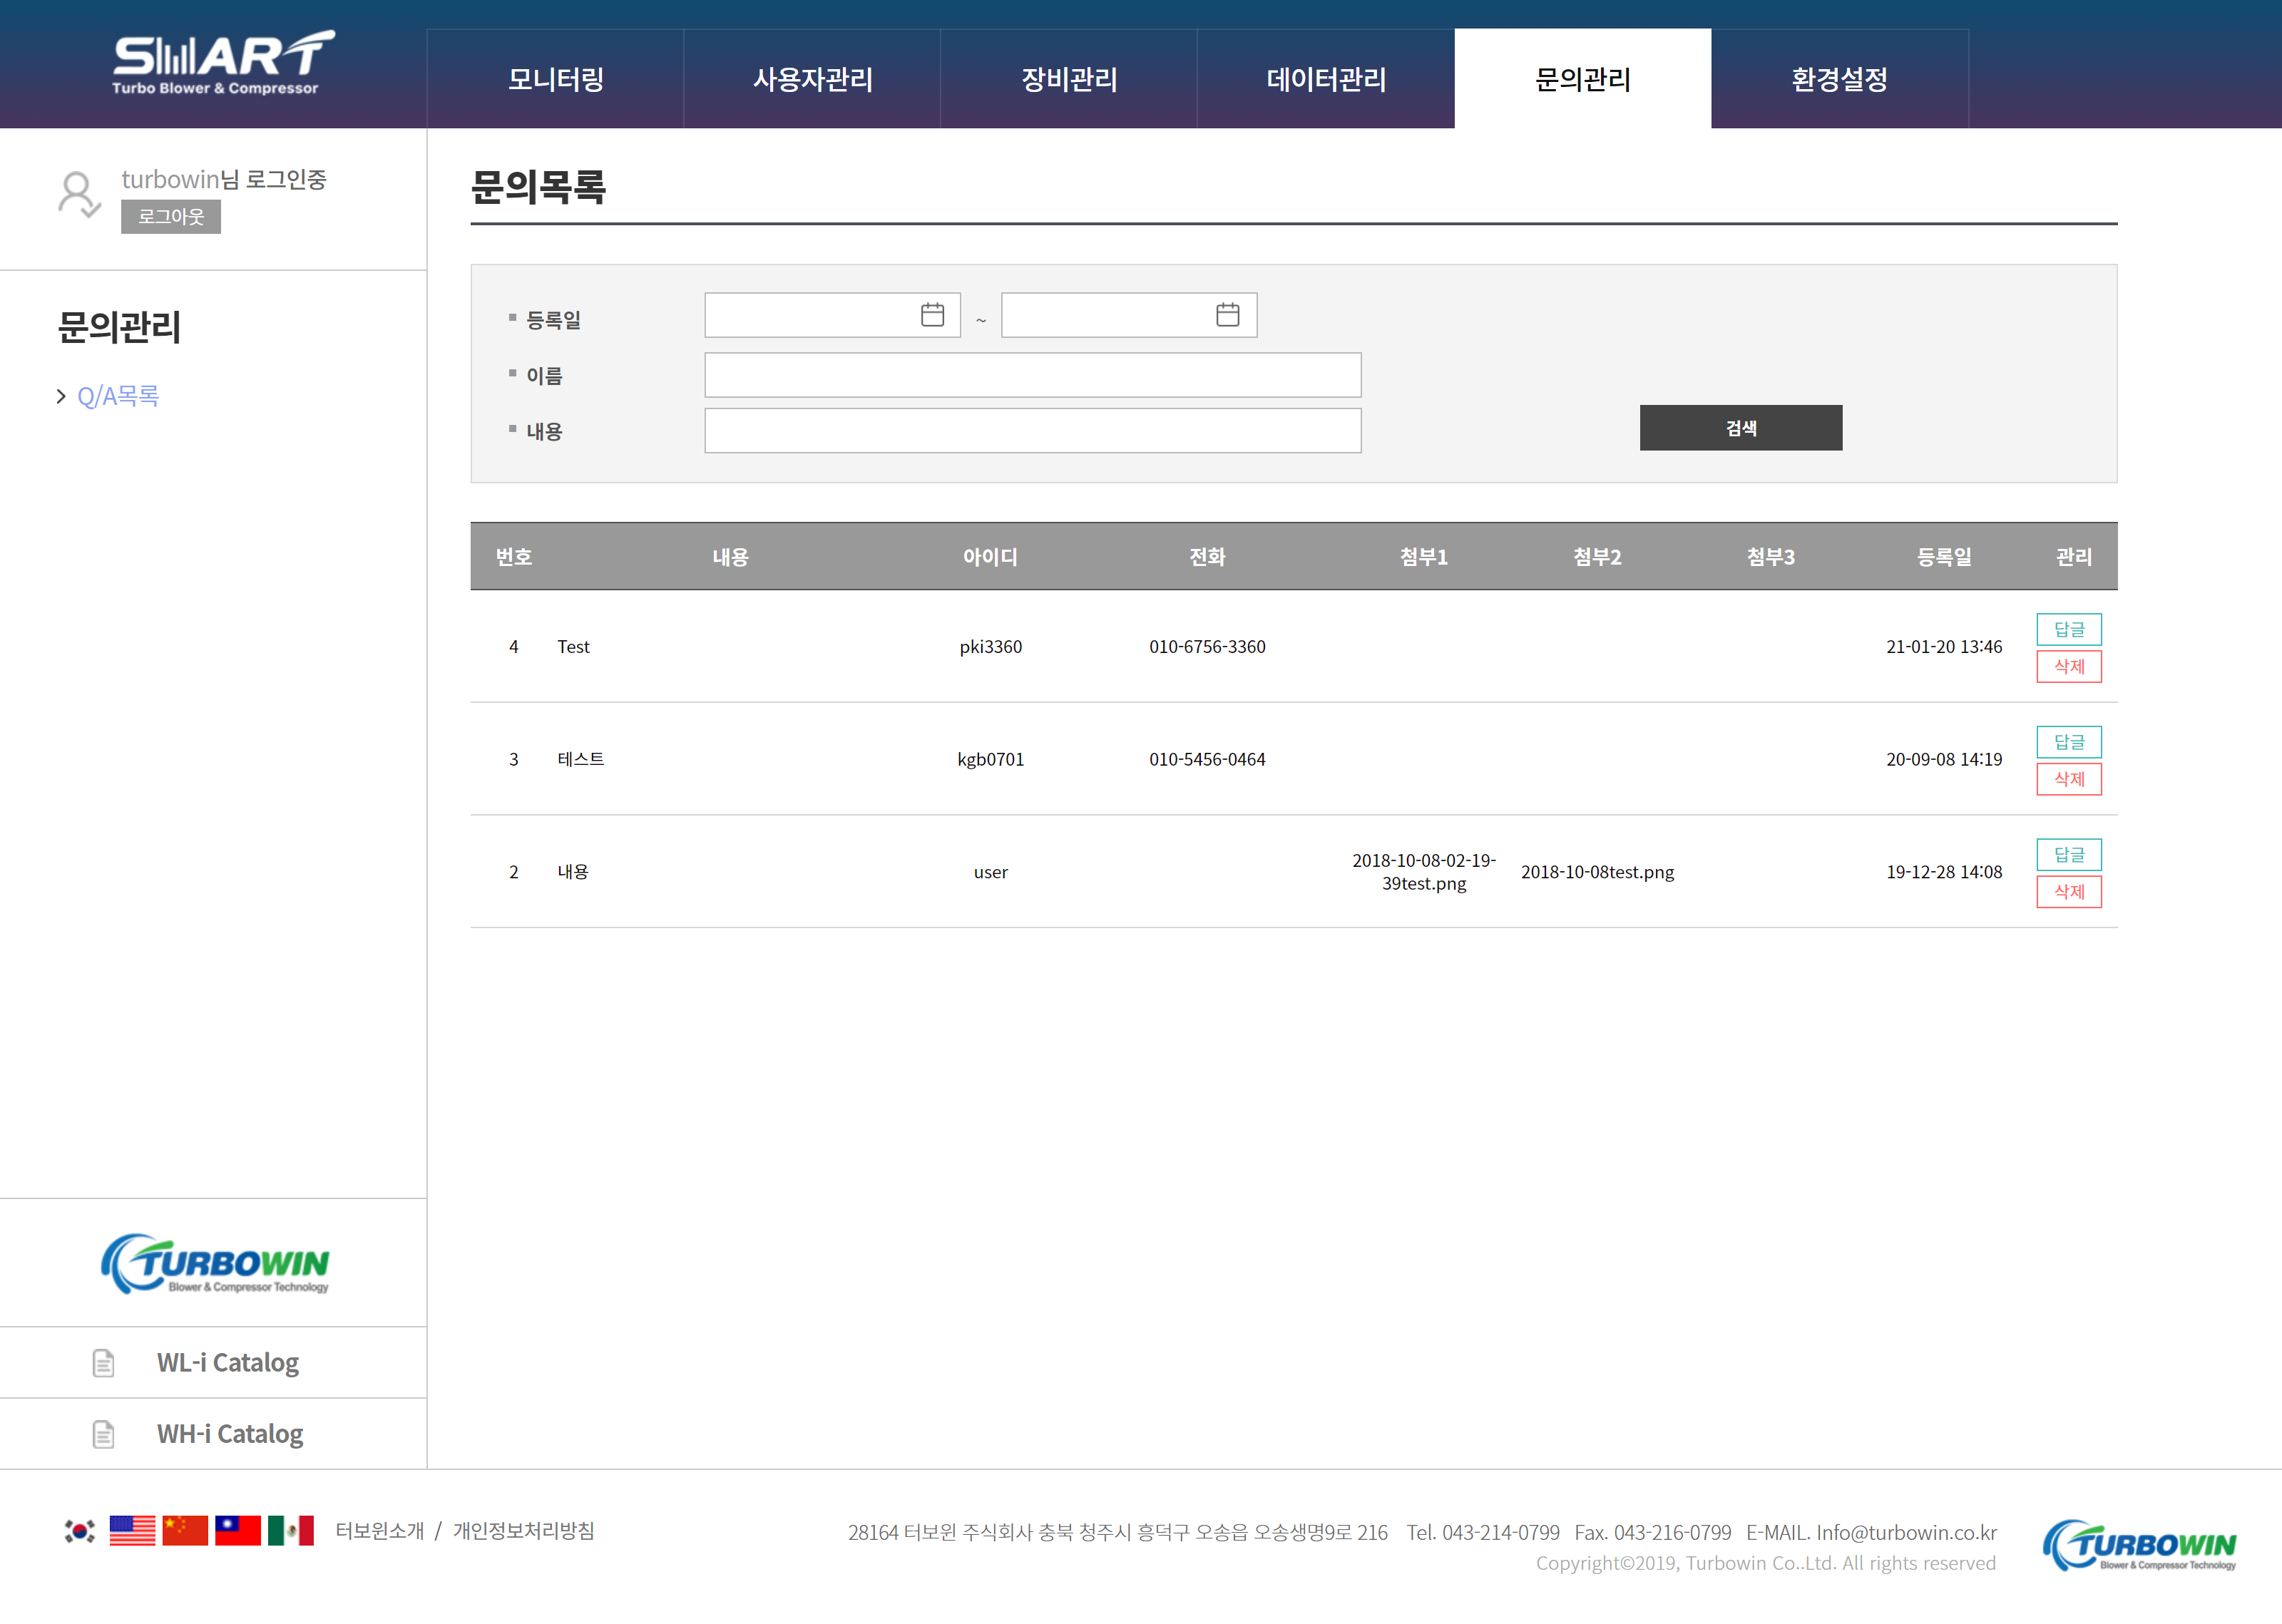 SMART
Turbo Blower & Compressor
모니터링
사용자관리
장비관리
데이터관리
문의관리
환경설정
turbowin님 로그인중
로그아웃
문의관리
Q/A목록
문의목록
등록일
~
이름
내용
검색
번호 내용 아이디 전화 첨부1 첨부2 첨부3 등록일 관리
4 Test pki3360 010-6756-3360 21-01-20 13:46
답글
삭제
3 테스트 kgb0701 010-5456-0464 20-09-08 14:19
답글
삭제
2 내용 user 2018-10-08-02-19-39test.png 2018-10-08test.png 19-12-28 14:08
답글
삭제
TURBOWIN
Blower & Compressor Technology
WL-i Catalog
WH-i Catalog
터보윈소개 / 개인정보처리방침
28164 터보윈 주식회사 충북 청주시 흥덕구 오송읍 오송생명9로 216 Tel. 043-214-0799 Fax. 043-216-0799 E-MAIL. Info@turbowin.co.kr
Copyright©2019, Turbowin Co..Ltd. All rights reserved
TURBOWIN
Blower & Compressor Technology